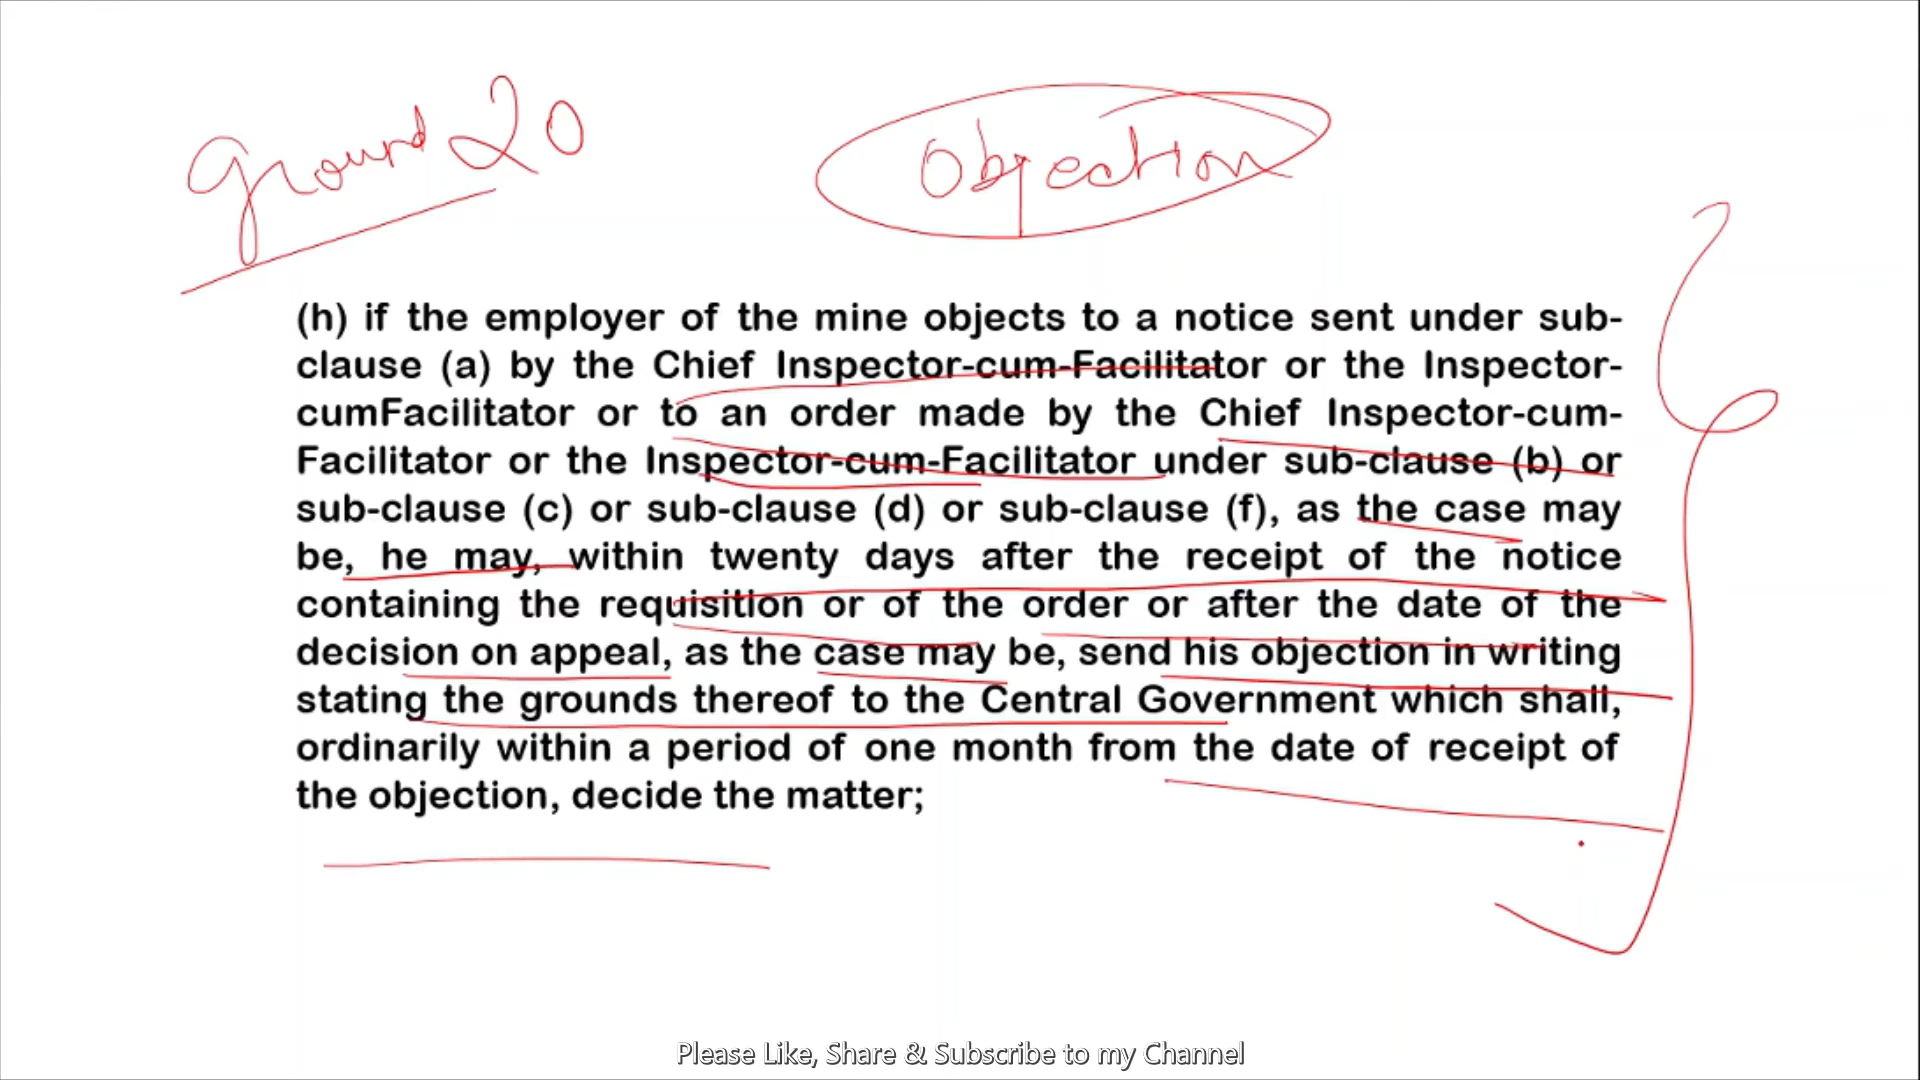 ground 20
Objection
(h) if the employer of the mine objects to a notice sent under sub-
clause (a) by the Chief Inspector-cum-Facilitator or the Inspector-
cumFacilitator or to an order made by the Chief Inspector-cum-
Facilitator or the Inspector-cum-Facilitator under sub-clause (b) or
sub-clause (c) or sub-clause (d) or sub-clause (f), as the case may
be, he may, within twenty days after the receipt of the notice
containing the requisition or of the order or after the date of the
decision on appeal, as the case may be, send his objection in writing
stating the grounds thereof to the Central Government which shall,
ordinarily within a period of one month from the date of receipt of
the objection, decide the matter;
Please Like, Share & Subscribe to my Channel